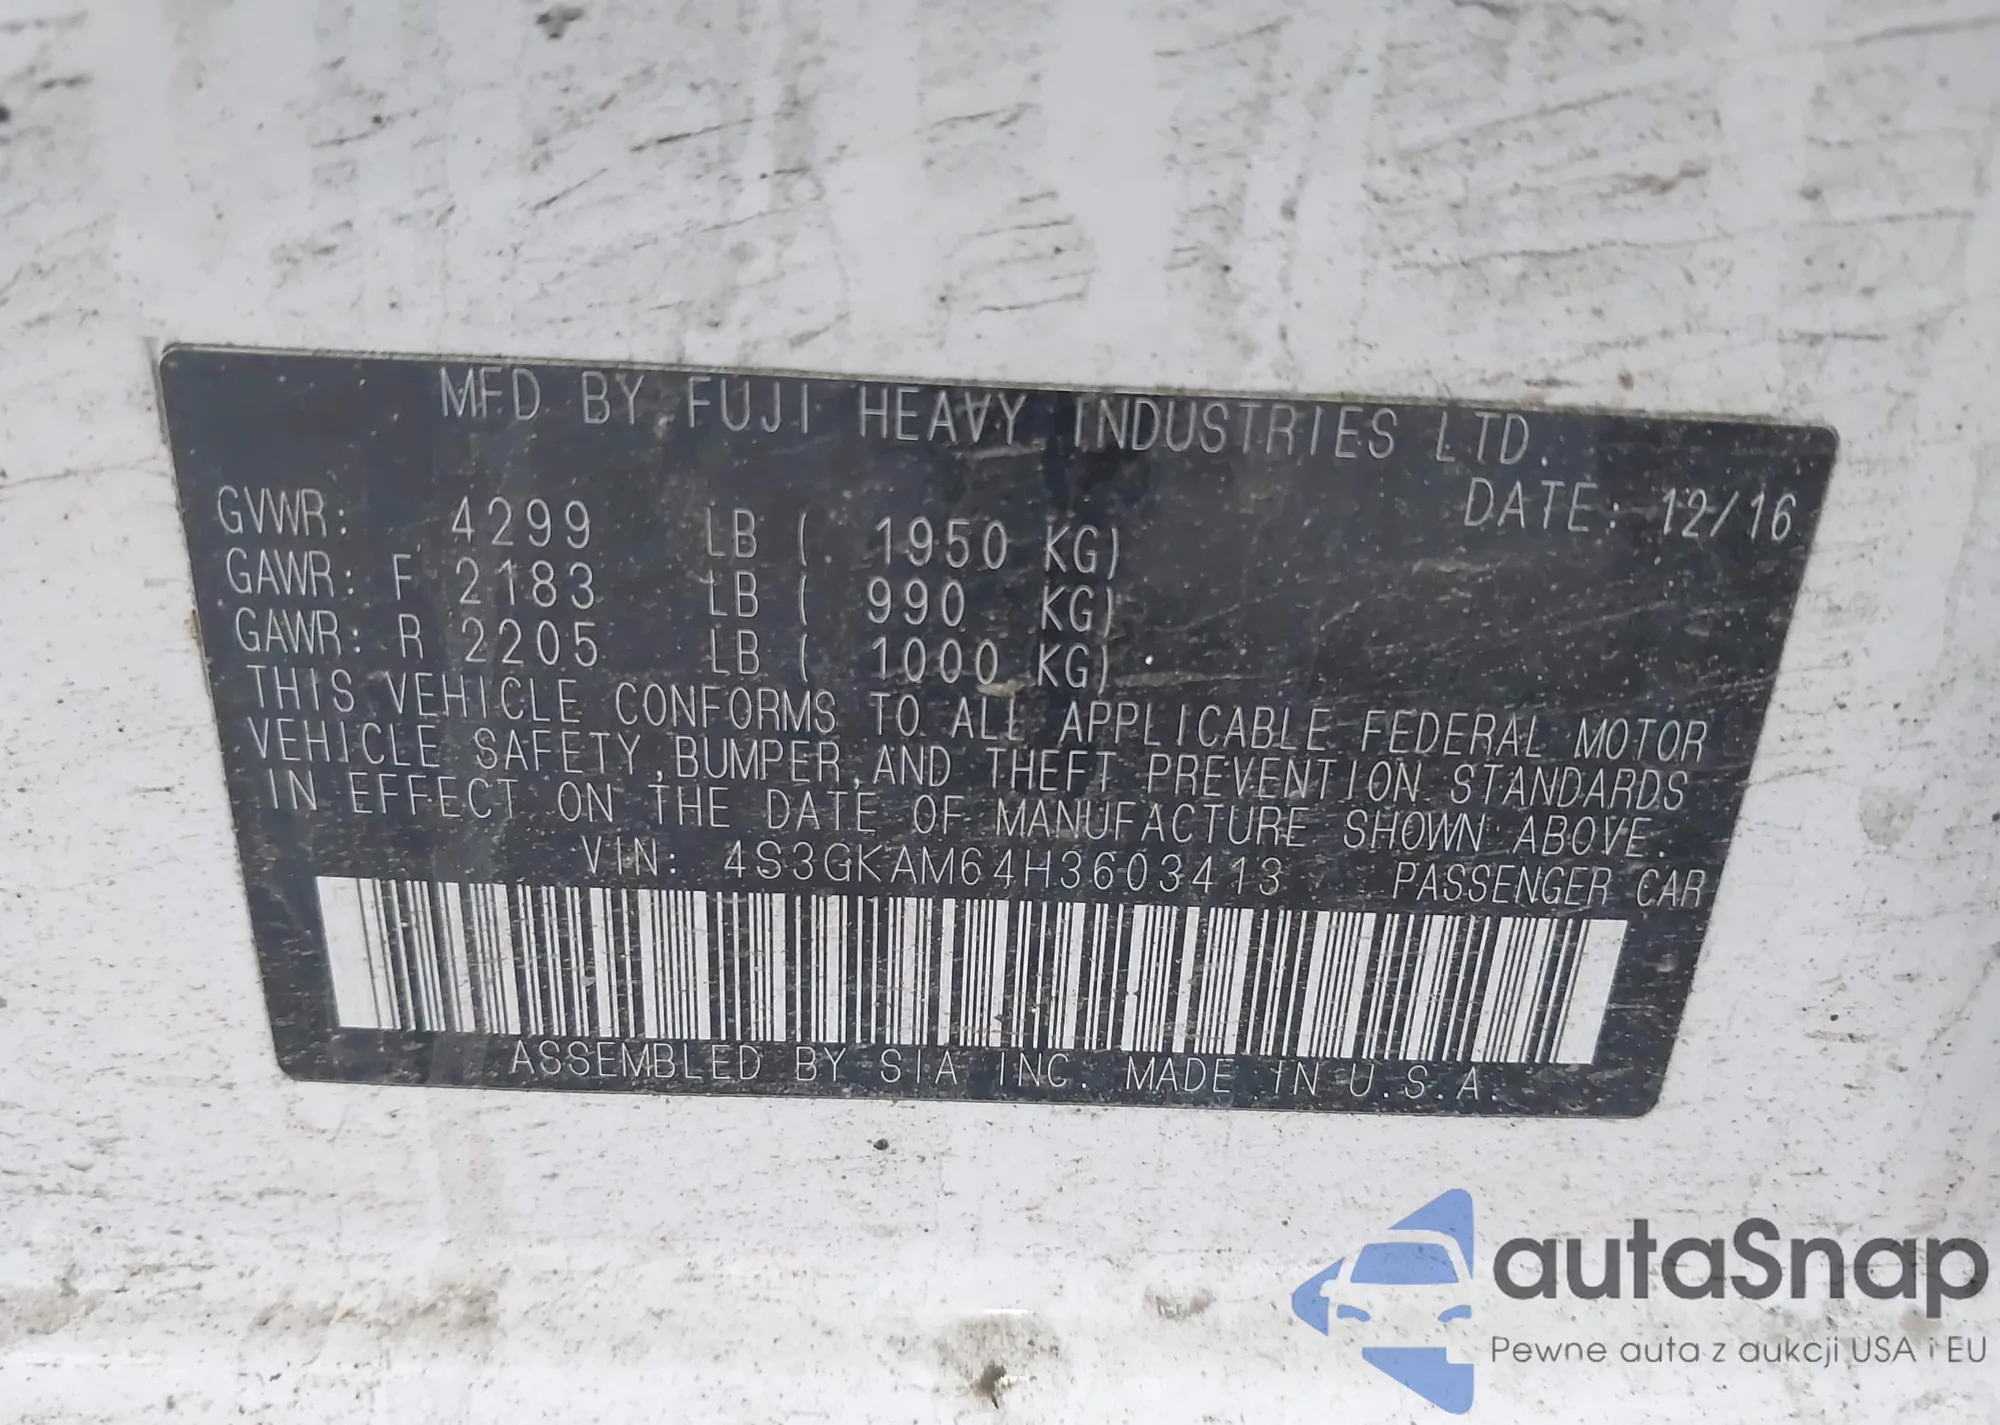 MFD BY FUJI HEAVY INDUSTRIES LTD.
DATE: 12/16
GVWR: 4299 LB ( 1950 KG)
GAWR: F 2183 LB ( 990 KG)
GAWR: R 2205 LB ( 1000 KG)
THIS VEHICLE CONFORMS TO ALL APPLICABLE FEDERAL MOTOR
VEHICLE SAFETY, BUMPER, AND THEFT PREVENTION STANDARDS
IN EFFECT ON THE DATE OF MANUFACTURE SHOWN ABOVE.
VIN: 4S3GKAM64H3603413 PASSENGER CAR
ASSEMBLED BY SIA INC. MADE IN U.S.A.
autaSnap
Pewne auta z aukcji USA i EU